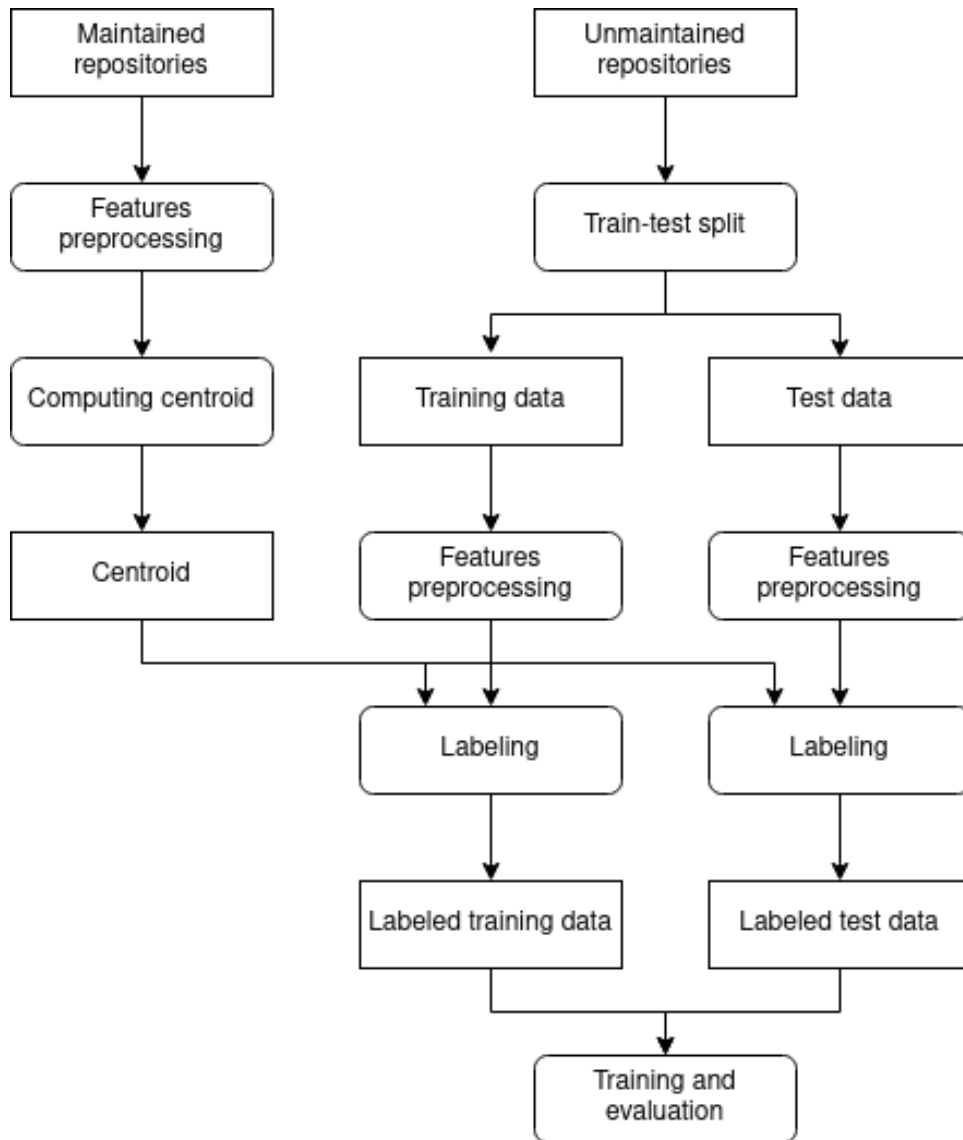 Maintained
repositories
Unmaintained
repositories
Features
preprocessing
Train-test split
Computing centroid
Training data
Test data
Centroid
Features
preprocessing
Features
preprocessing
Labeling
Labeling
Labeled training data
Labeled test data
Training and
evaluation